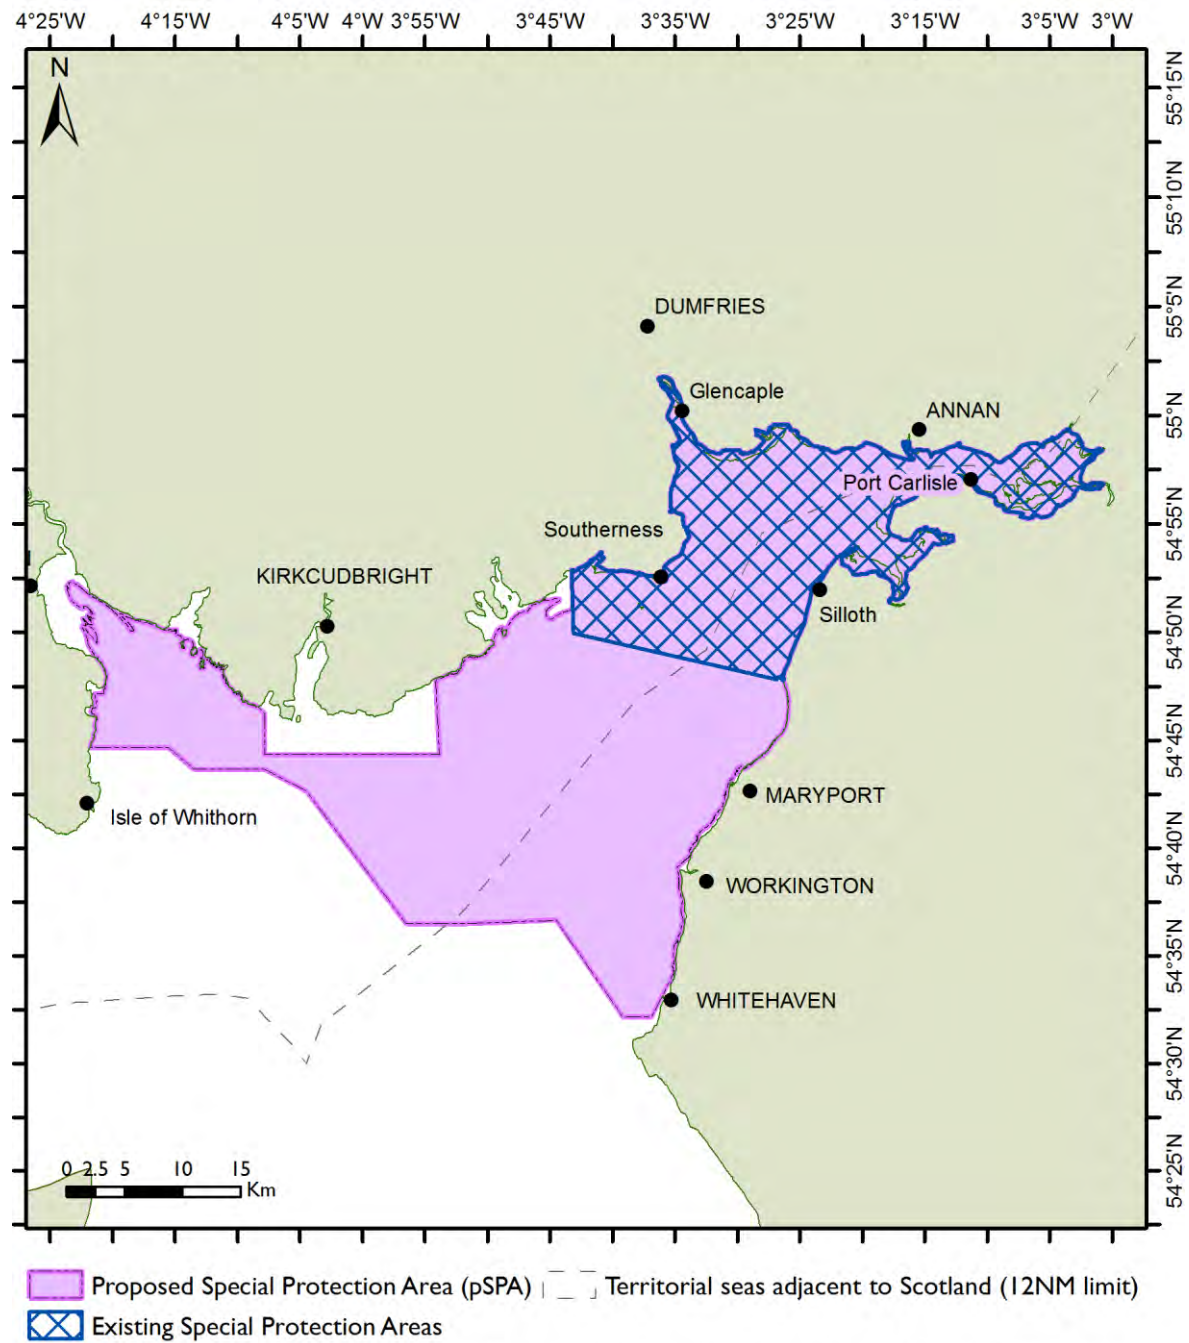 4°25'W 4°15'W 4°5'W 4°W 3°55'W 3°45'W 3°35'W 3°25'W 3°15'W 3°5'W 3°W
N
55°15'N
55°10'N
55°5'N
DUMFRIES
Glencaple
55°N
ANNAN
Port Carlisle
54°55'N
Southerness
KIRKCUDBRIGHT
Silloth
54°50'N
54°45'N
MARYPORT
Isle of Whithorn
54°40'N
WORKINGTON
54°35'N
WHITEHAVEN
54°30'N
54°25'N
0 2.5 5 10 15
Km
Proposed Special Protection Area (pSPA) Territorial seas adjacent to Scotland (12NM limit)
Existing Special Protection Areas